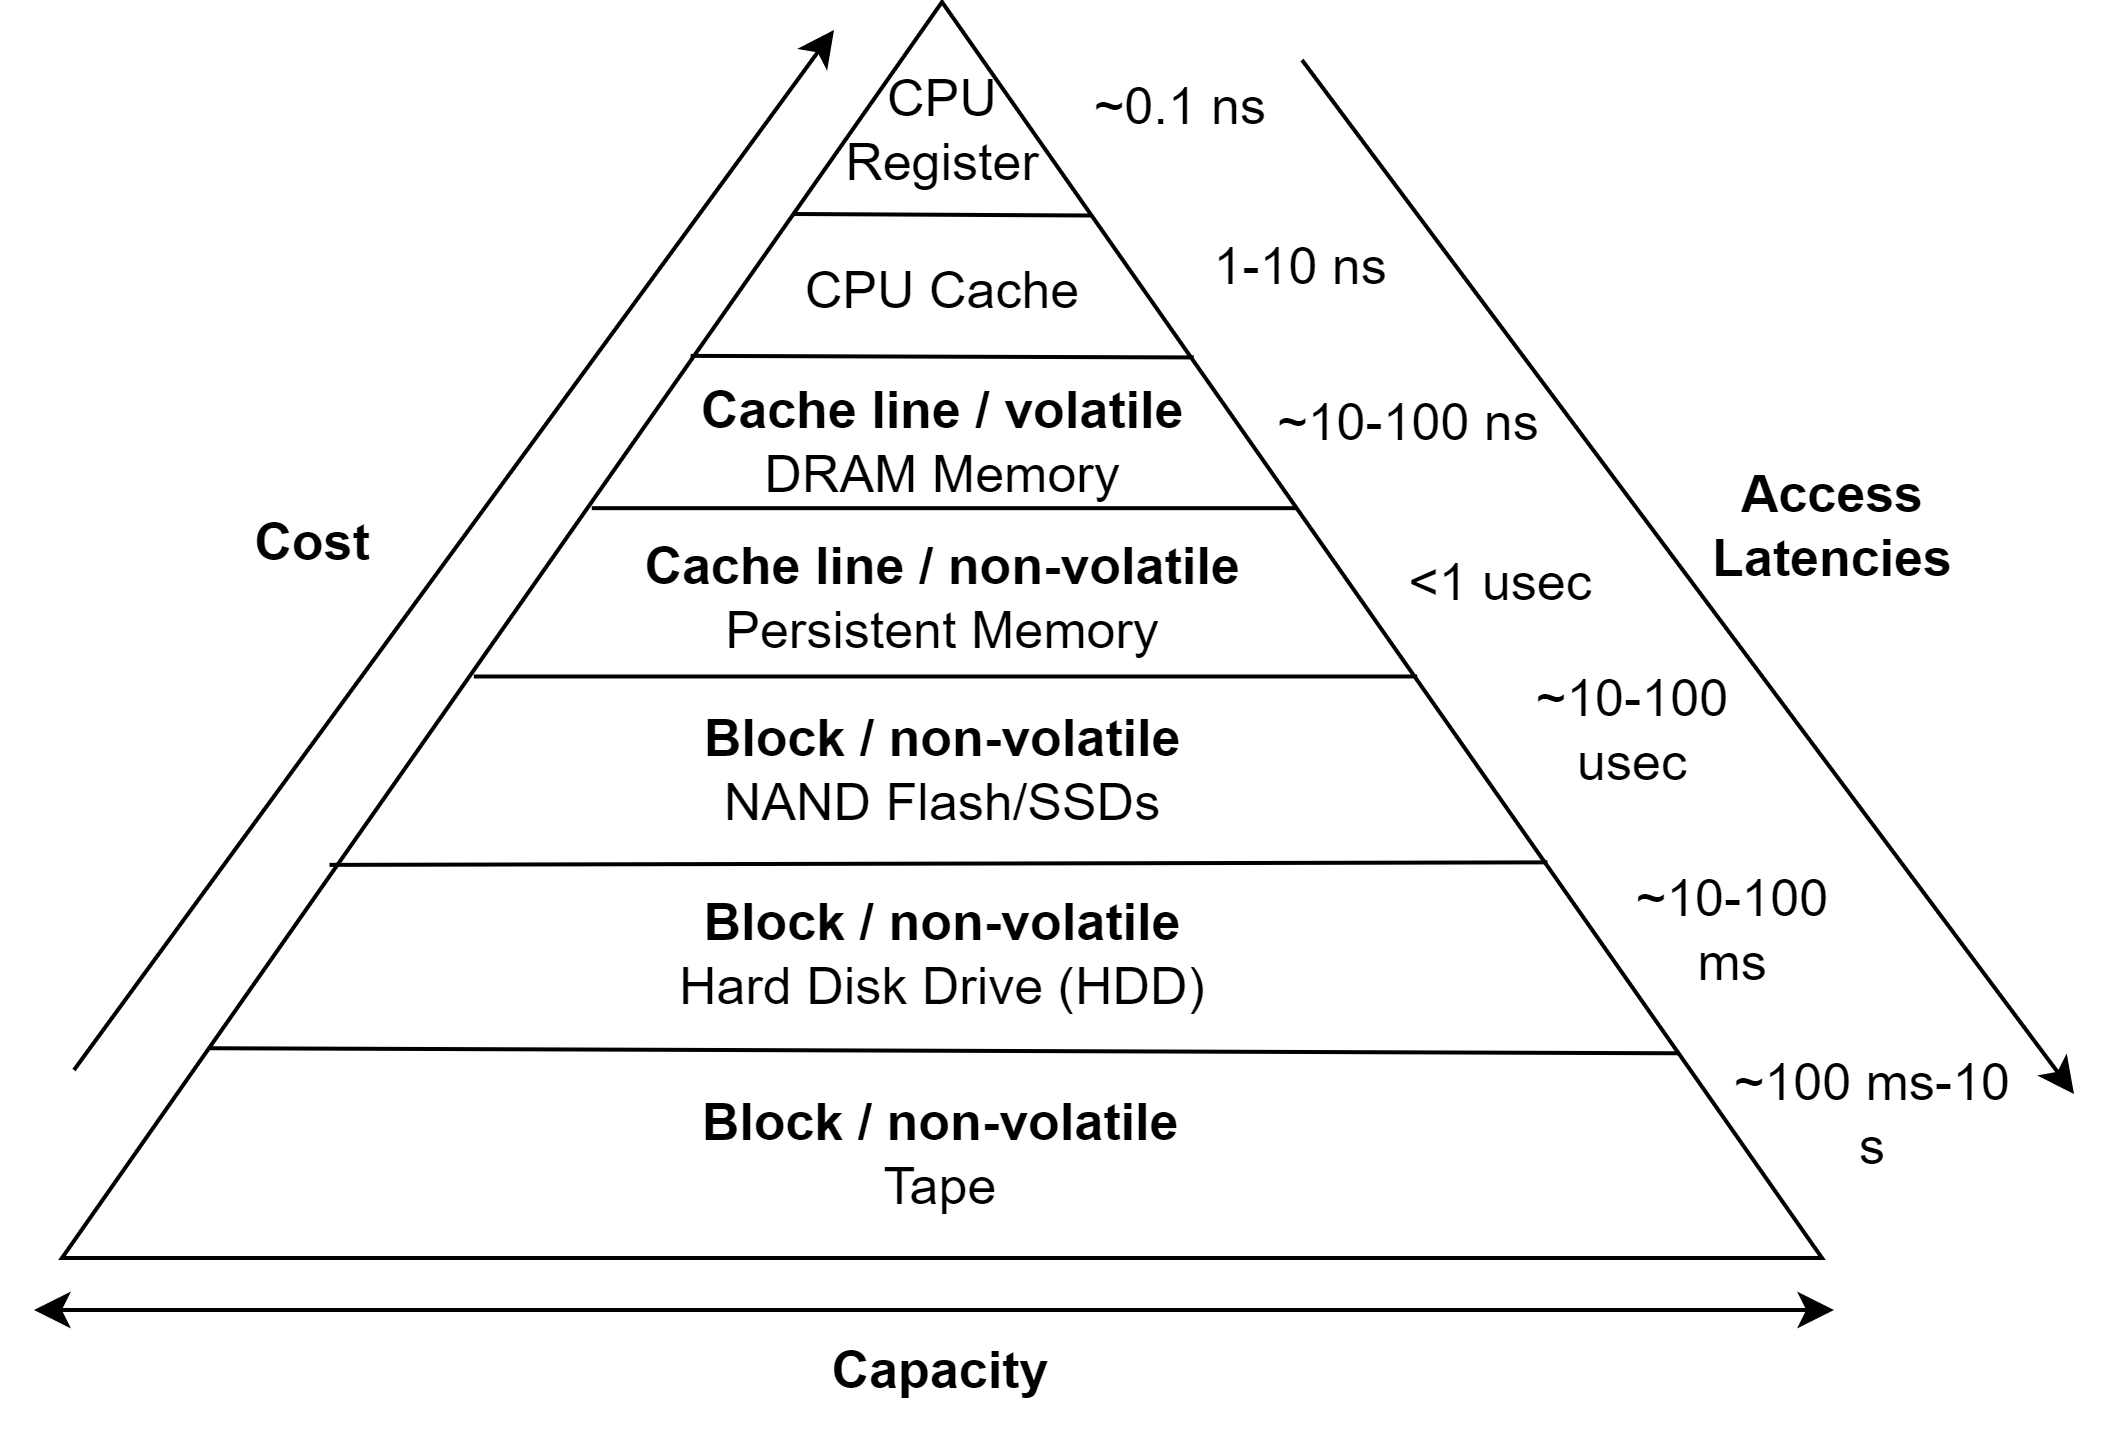 CPU
Register
~0.1 ns
CPU Cache
1-10 ns
Cache line / volatile
DRAM Memory
~10-100 ns
Cost
Access
Latencies
Cache line / non-volatile
Persistent Memory
<1 usec
Block / non-volatile
NAND Flash/SSDs
~10-100
usec
Block / non-volatile
Hard Disk Drive (HDD)
~10-100
ms
Block / non-volatile
Tape
~100 ms-10
s
Capacity